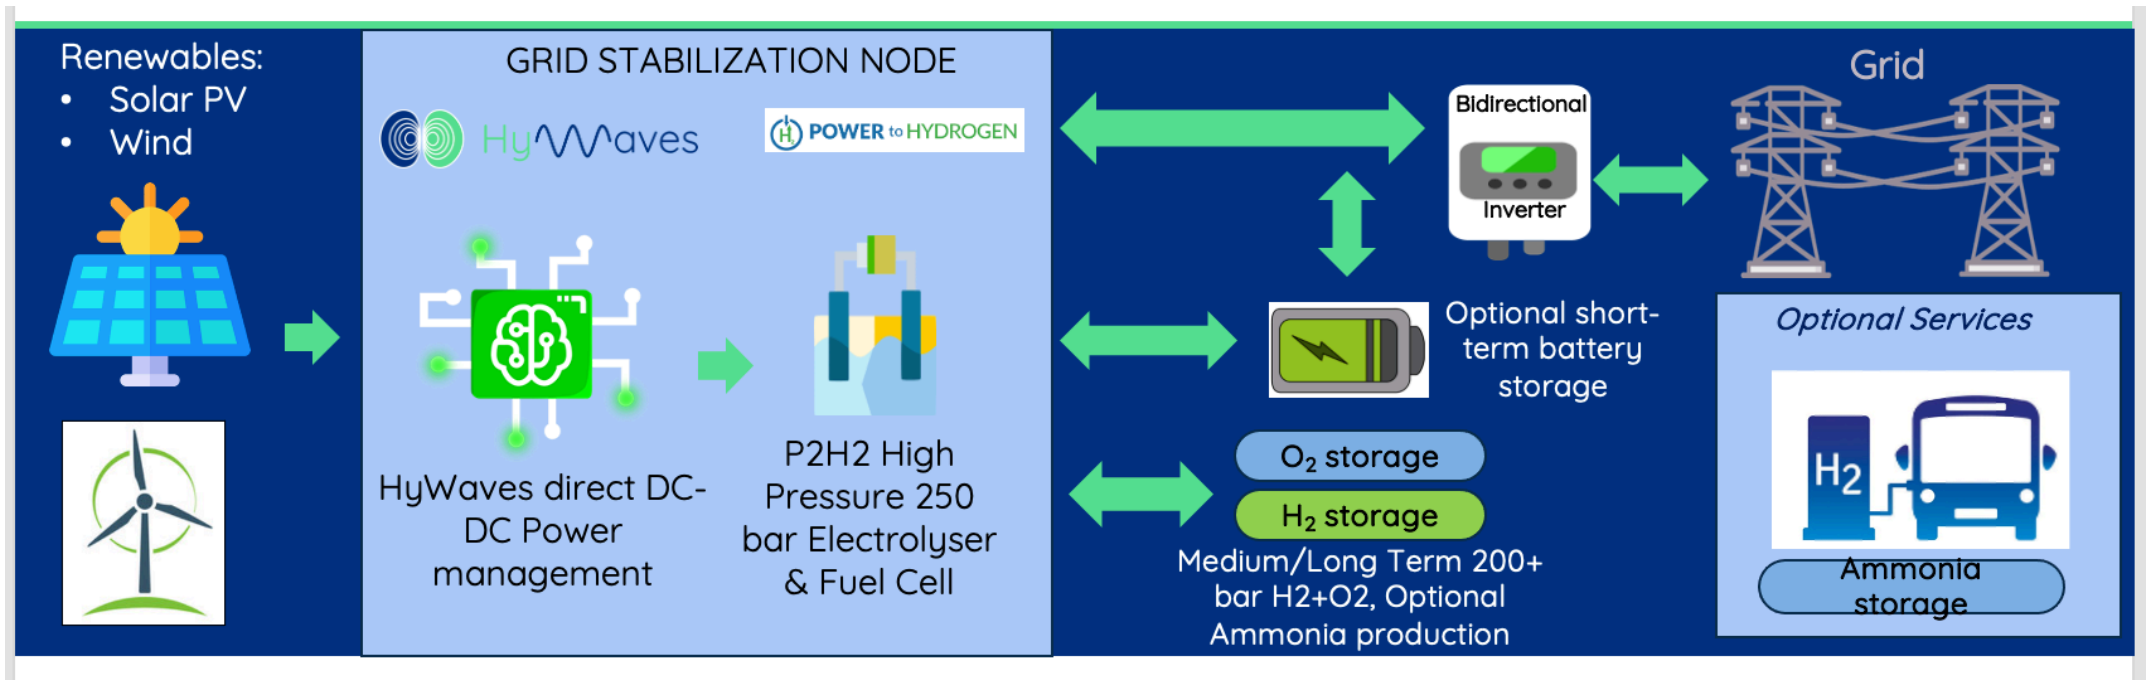 Renewables:
• Solar PV
• Wind
GRID STABILIZATION NODE
HyWaves
H2 POWER to HYDROGEN
HyWaves direct DC-
DC Power
management
P2H2 High
Pressure 250
bar Electrolyser
& Fuel Cell
Bidirectional
Inverter
Grid
Optional short-
term battery
storage
O₂ storage
H₂ storage
Medium/Long Term 200+
bar H2+O2, Optional
Ammonia production
Optional Services
H₂
Ammonia
storage